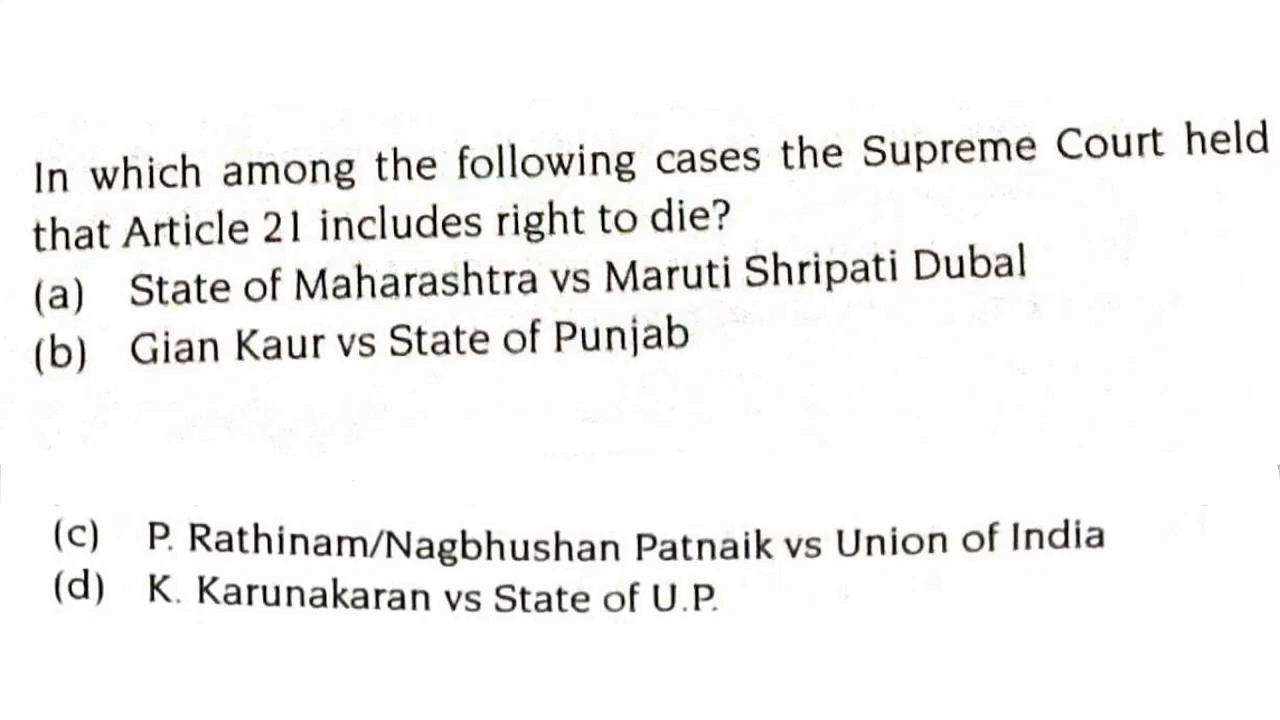 In which among the following cases the Supreme Court held
that Article 21 includes right to die?
(a) State of Maharashtra vs Maruti Shripati Dubal
(b) Gian Kaur vs State of Punjab
(c) P. Rathinam/Nagbhushan Patnaik vs Union of India
(d) K. Karunakaran vs State of U.P.